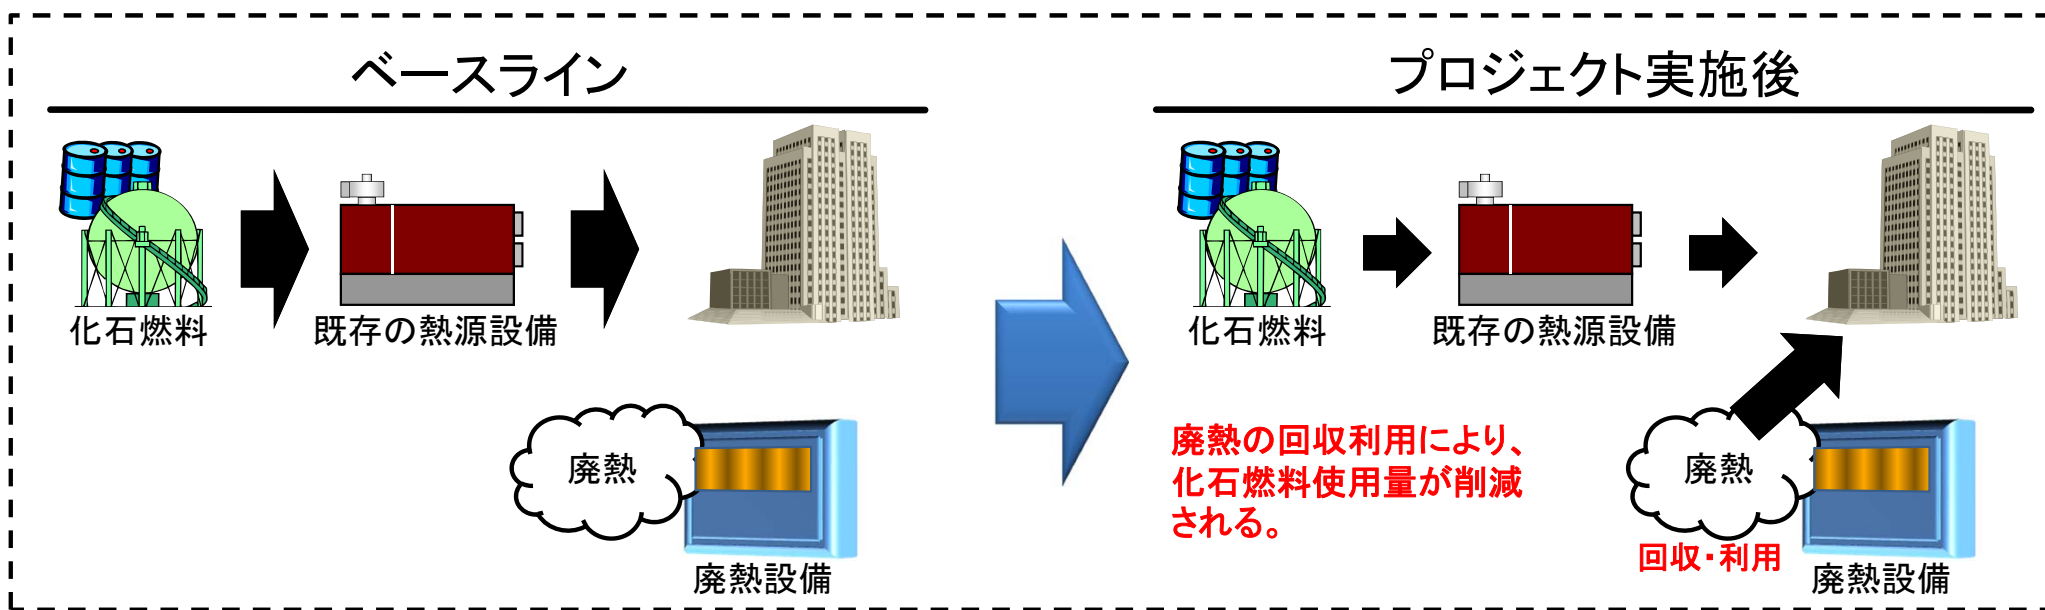 ベースライン
化石燃料
既存の熱源設備
廃熱
廃熱設備
プロジェクト実施後
化石燃料
既存の熱源設備
廃熱の回収利用により、
化石燃料使用量が削減
される。
廃熱
回収・利用
廃熱設備